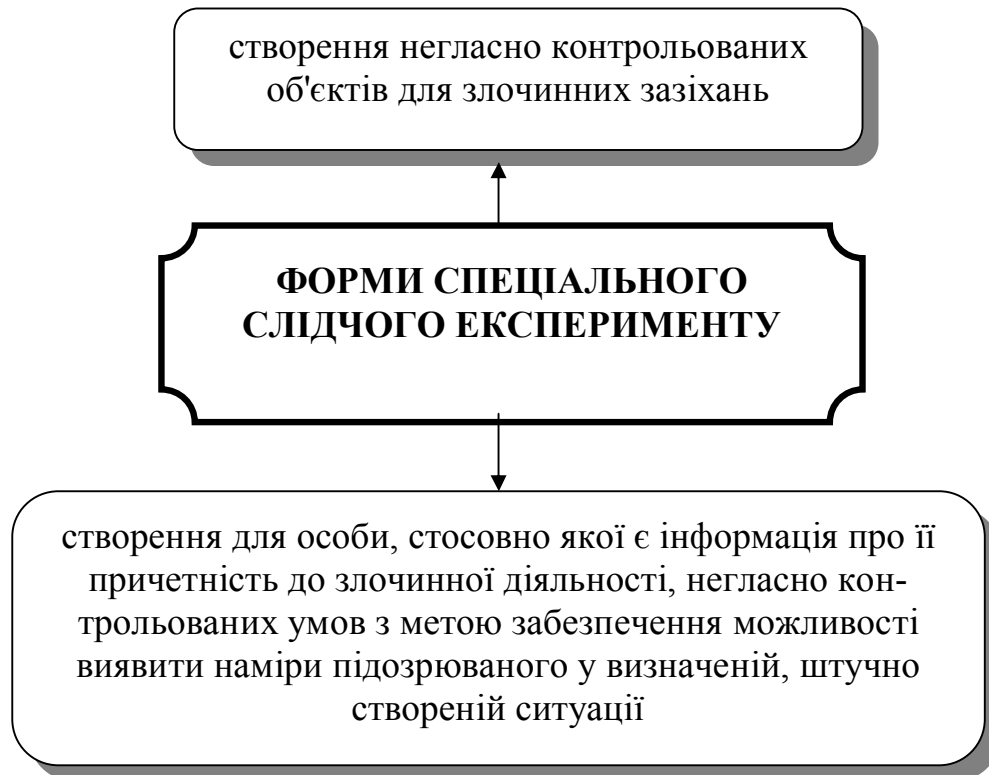 створення негласно контрольованих
об'єктів для злочинних зазіхань
ФОРМИ СПЕЦІАЛЬНОГО
СЛІДЧОГО ЕКСПЕРИМЕНТУ
створення для особи, стосовно якої є інформація про її
причетність до злочинної діяльності, негласно кон-
трольованих умов з метою забезпечення можливості
виявити наміри підозрюваного у визначеній, штучно
створеній ситуації